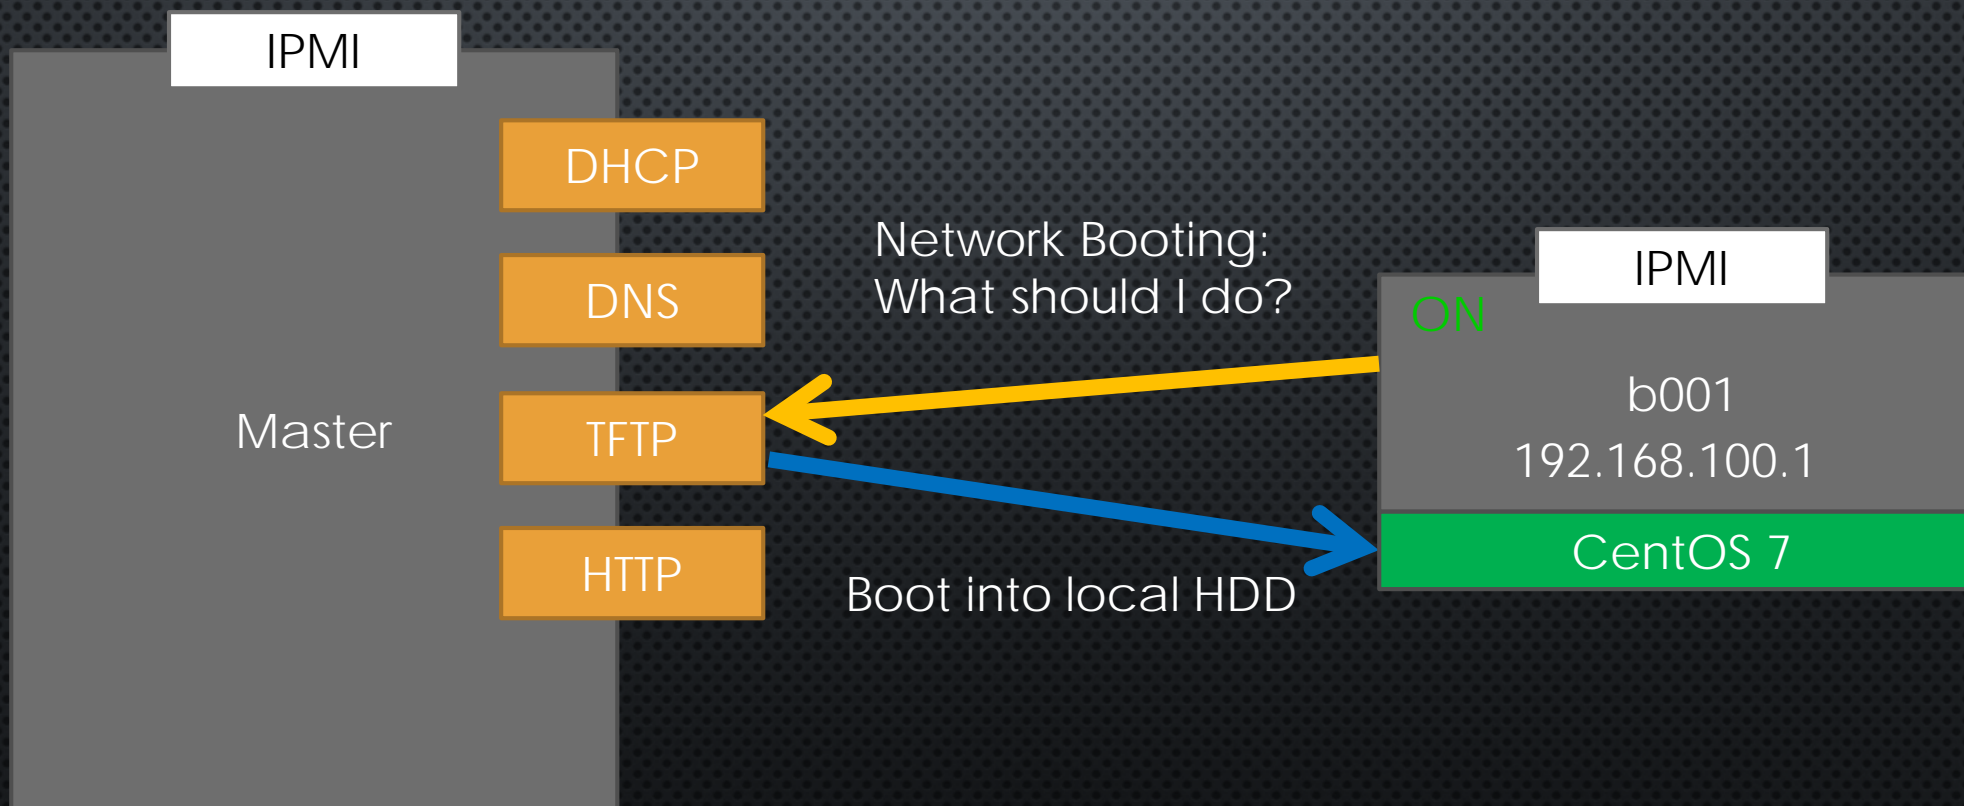 IPMI
DHCP
DNS
Master
TFTP
HTTP
Network Booting:
What should I do?
Boot into local HDD
IPMI
ON
b001
192.168.100.1
CentOS 7